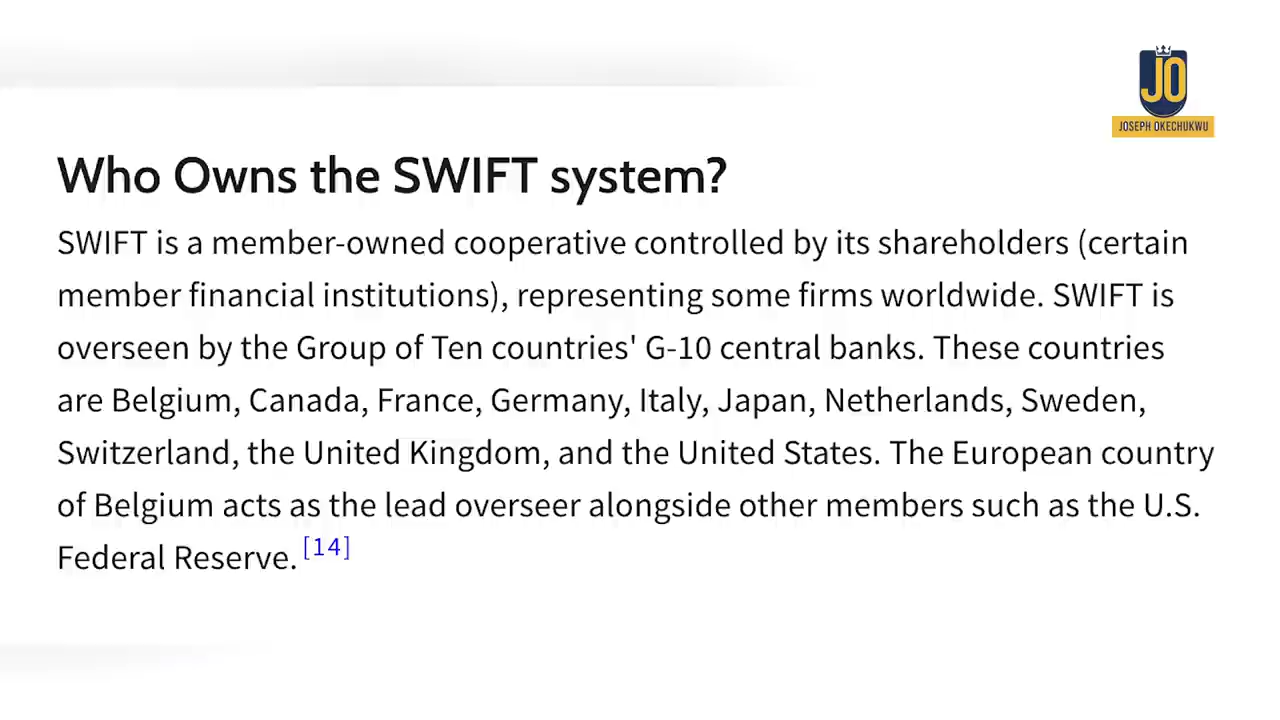 JO
JOSEPH OKECHUKWU
Who Owns the SWIFT system?
SWIFT is a member-owned cooperative controlled by its shareholders (certain
member financial institutions), representing some firms worldwide. SWIFT is
overseen by the Group of Ten countries' G-10 central banks. These countries
are Belgium, Canada, France, Germany, Italy, Japan, Netherlands, Sweden,
Switzerland, the United Kingdom, and the United States. The European country
of Belgium acts as the lead overseer alongside other members such as the U.S.
Federal Reserve. [14]